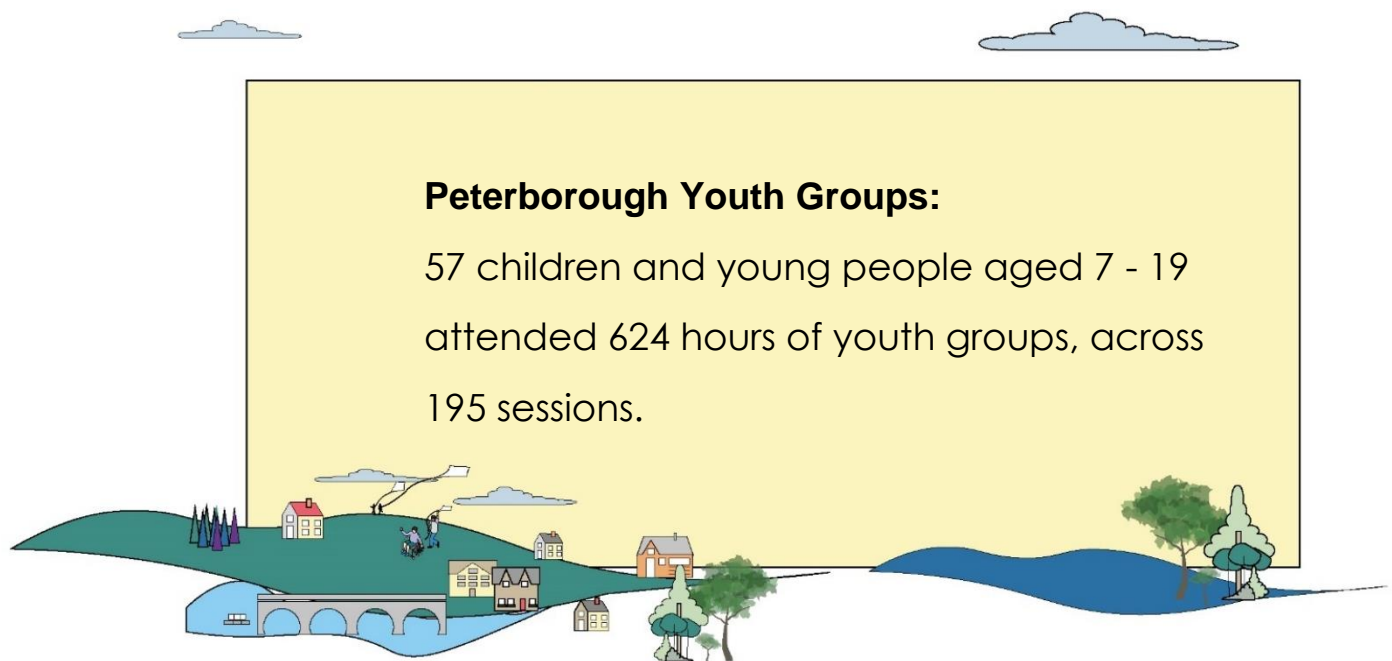 Peterborough Youth Groups:
57 children and young people aged 7 - 19
attended 624 hours of youth groups, across
195 sessions.